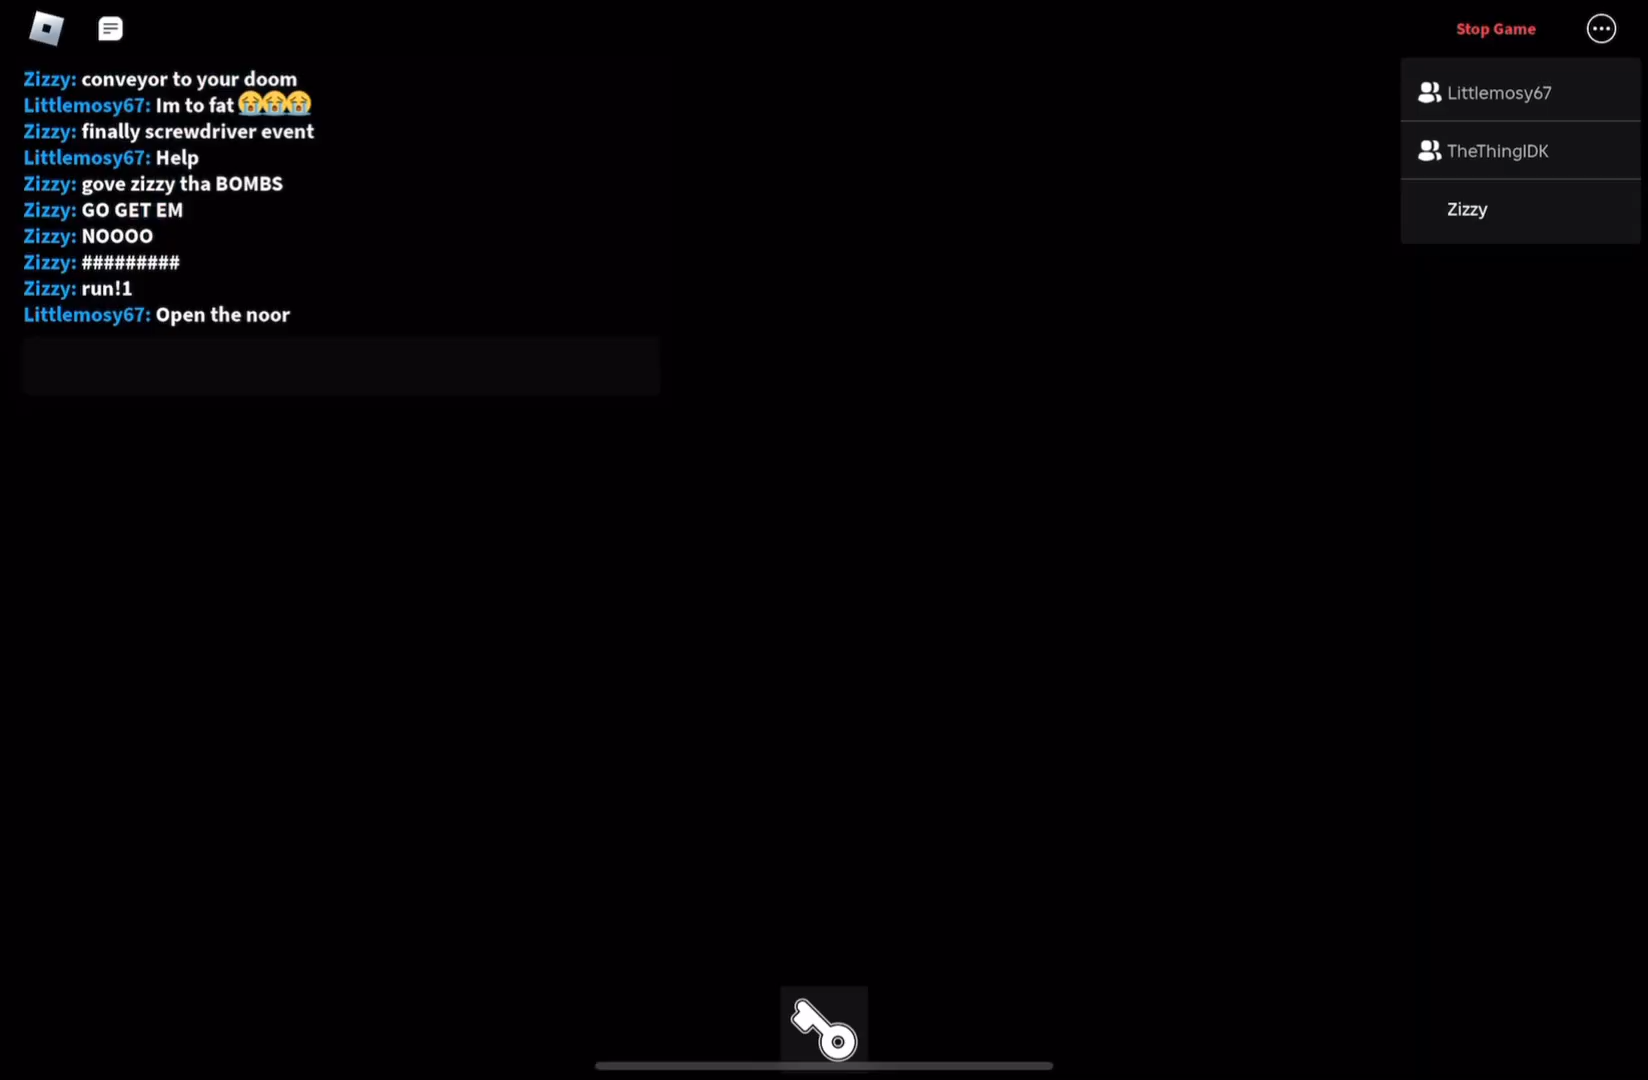 Stop Game
Zizzy: conveyor to your doom
Littlemosy67: Im to fat 😭😭😭
Zizzy: finally screwdriver event
Littlemosy67: Help
Zizzy: gove zizzy tha BOMBS
Zizzy: GO GET EM
Zizzy: NOOOO
Zizzy: #########
Zizzy: run!1
Littlemosy67: Open the noor
Littlemosy67
TheThingIDK
Zizzy